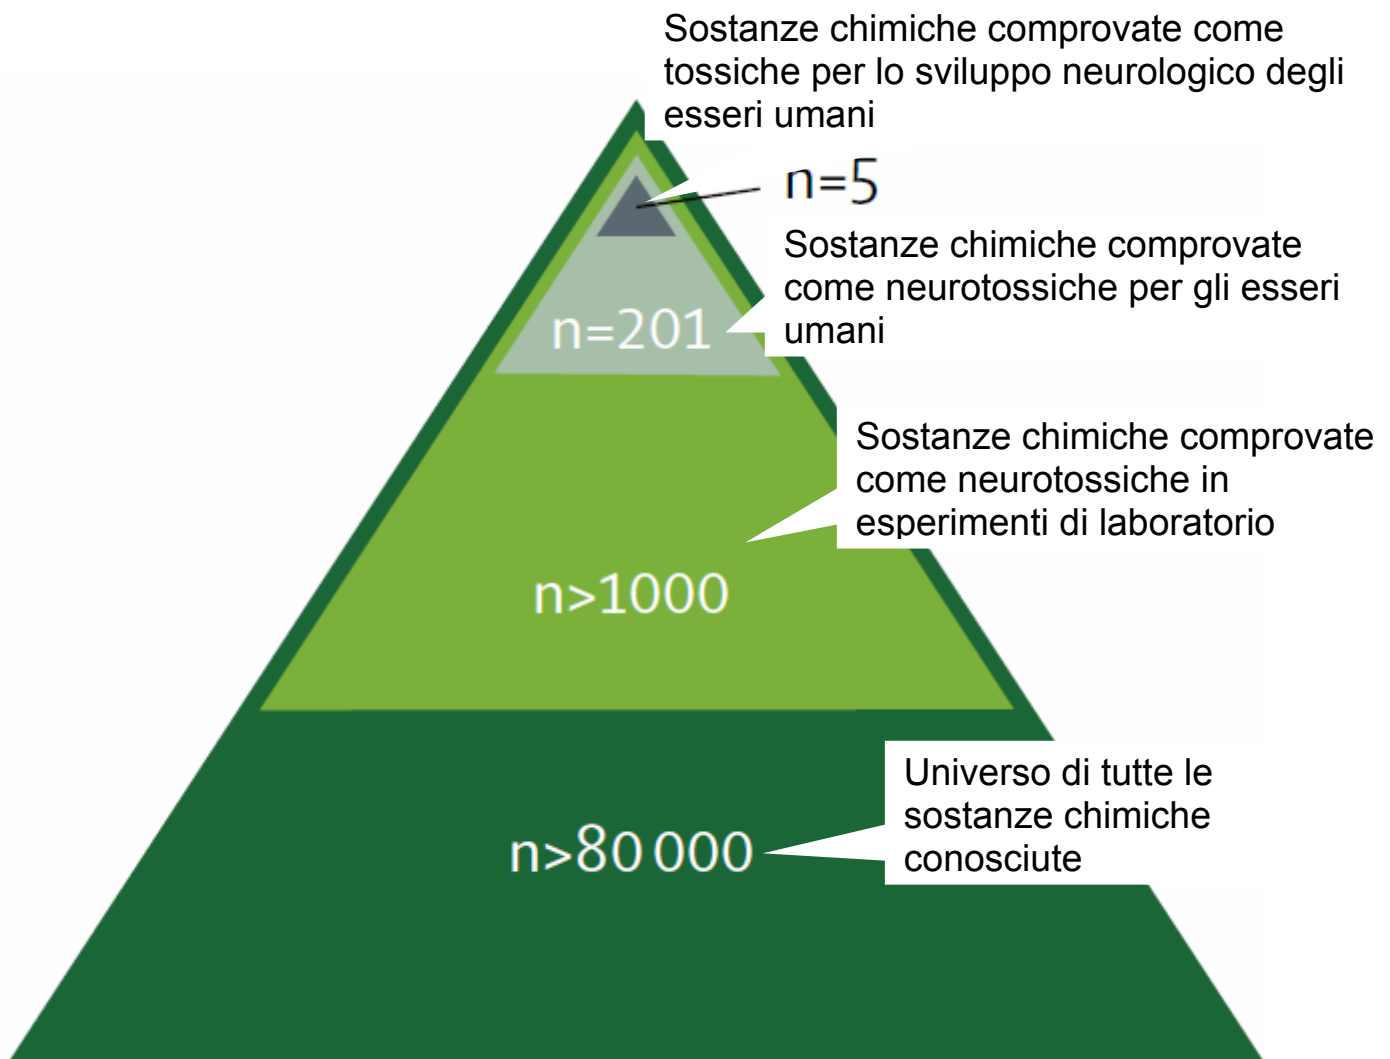 Sostanze chimiche comprovate come
tossiche per lo sviluppo neurologico degli
esseri umani
n=5
Sostanze chimiche comprovate
come neurotossiche per gli esseri
umani
n=201
Sostanze chimiche comprovate
come neurotossiche in
esperimenti di laboratorio
n>1000
Universo di tutte le
sostanze chimiche
conosciute
n>80 000